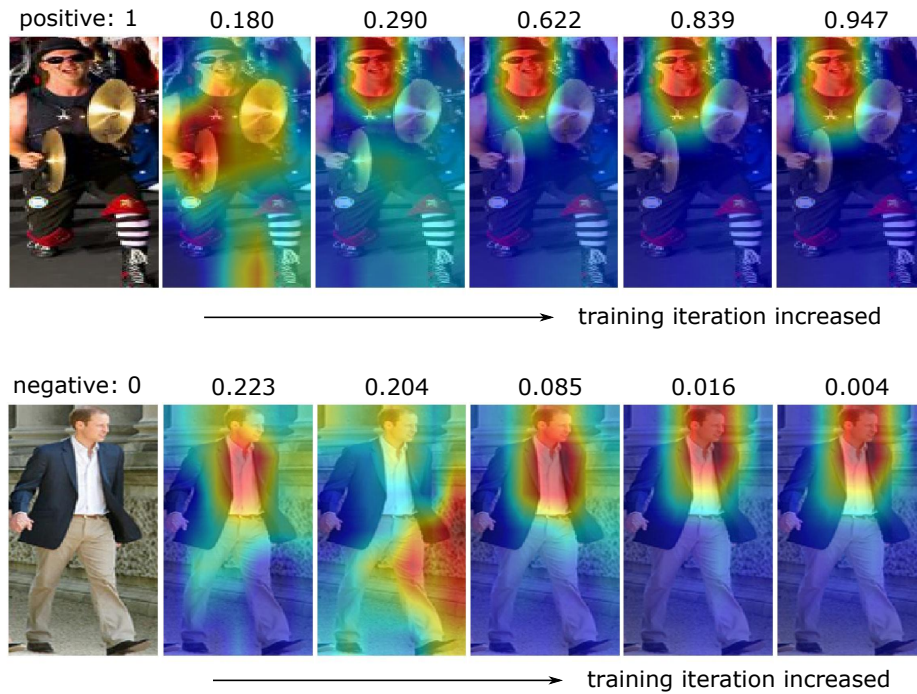 positive: 1 0.180 0.290 0.622 0.839 0.947
training iteration increased
negative: 0 0.223 0.204 0.085 0.016 0.004
training iteration increased